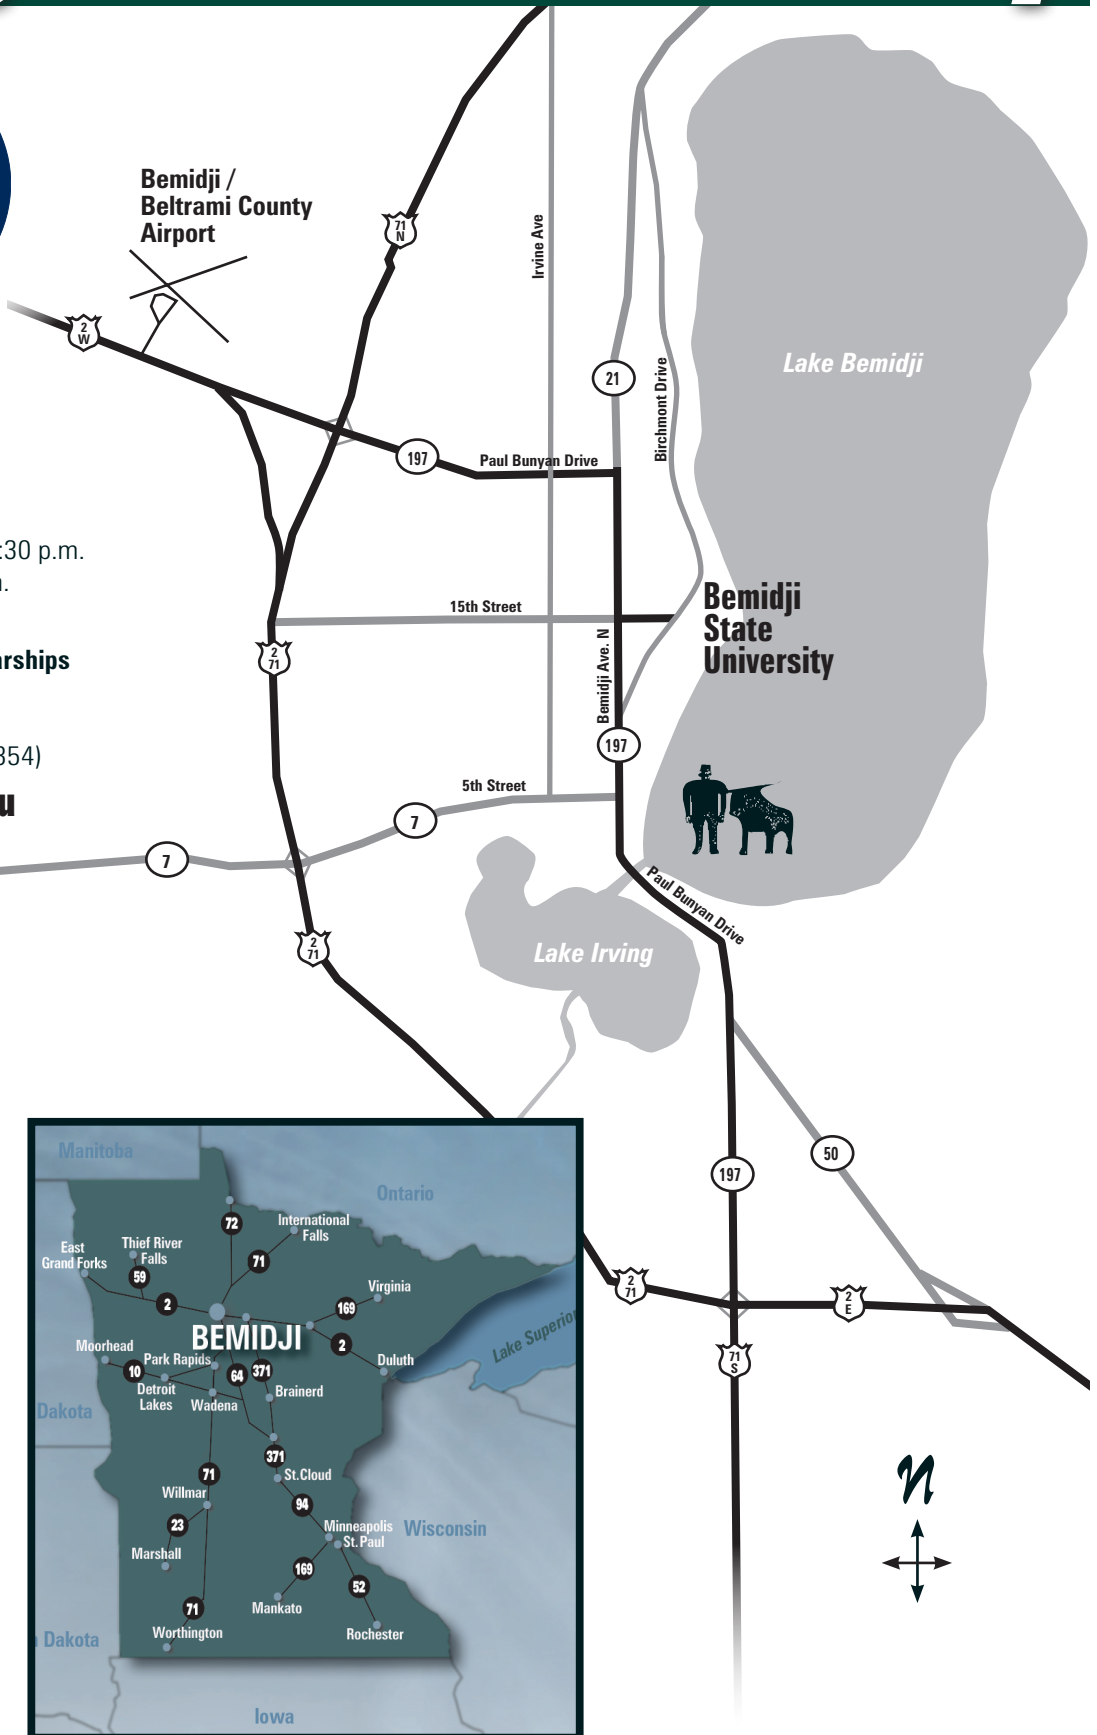 Bemidji /
Beltrami County
Airport
71
N
Irvine Ave
2
W
Lake Bemidji
21
Birchmont Drive
197
Paul Bunyan Drive
:30 p.m.
Bemidji
State
University
15th Street
2
71
Bemidji Ave. N
arships
197
354)
5th Street
u
7
7
Paul Bunyan Drive
2
71
Lake Irving
Manitoba
Ontario
50
197
72
International
Falls
71
East
Grand Forks
Thief River
Falls
59
2
Virginia
169
BEMIDJI
2
Lake Superior
Moorhead
Park Rapids
10
64
371
Duluth
Detroit
Lakes
Wadena
Brainerd
Dakota
371
71
St.Cloud
Willmar
94
23
Minneapolis
St.Paul
Wisconsin
Marshall
169
52
71
Mankato
Worthington
Rochester
Dakota
Iowa
2
71
2
E
71
S
N